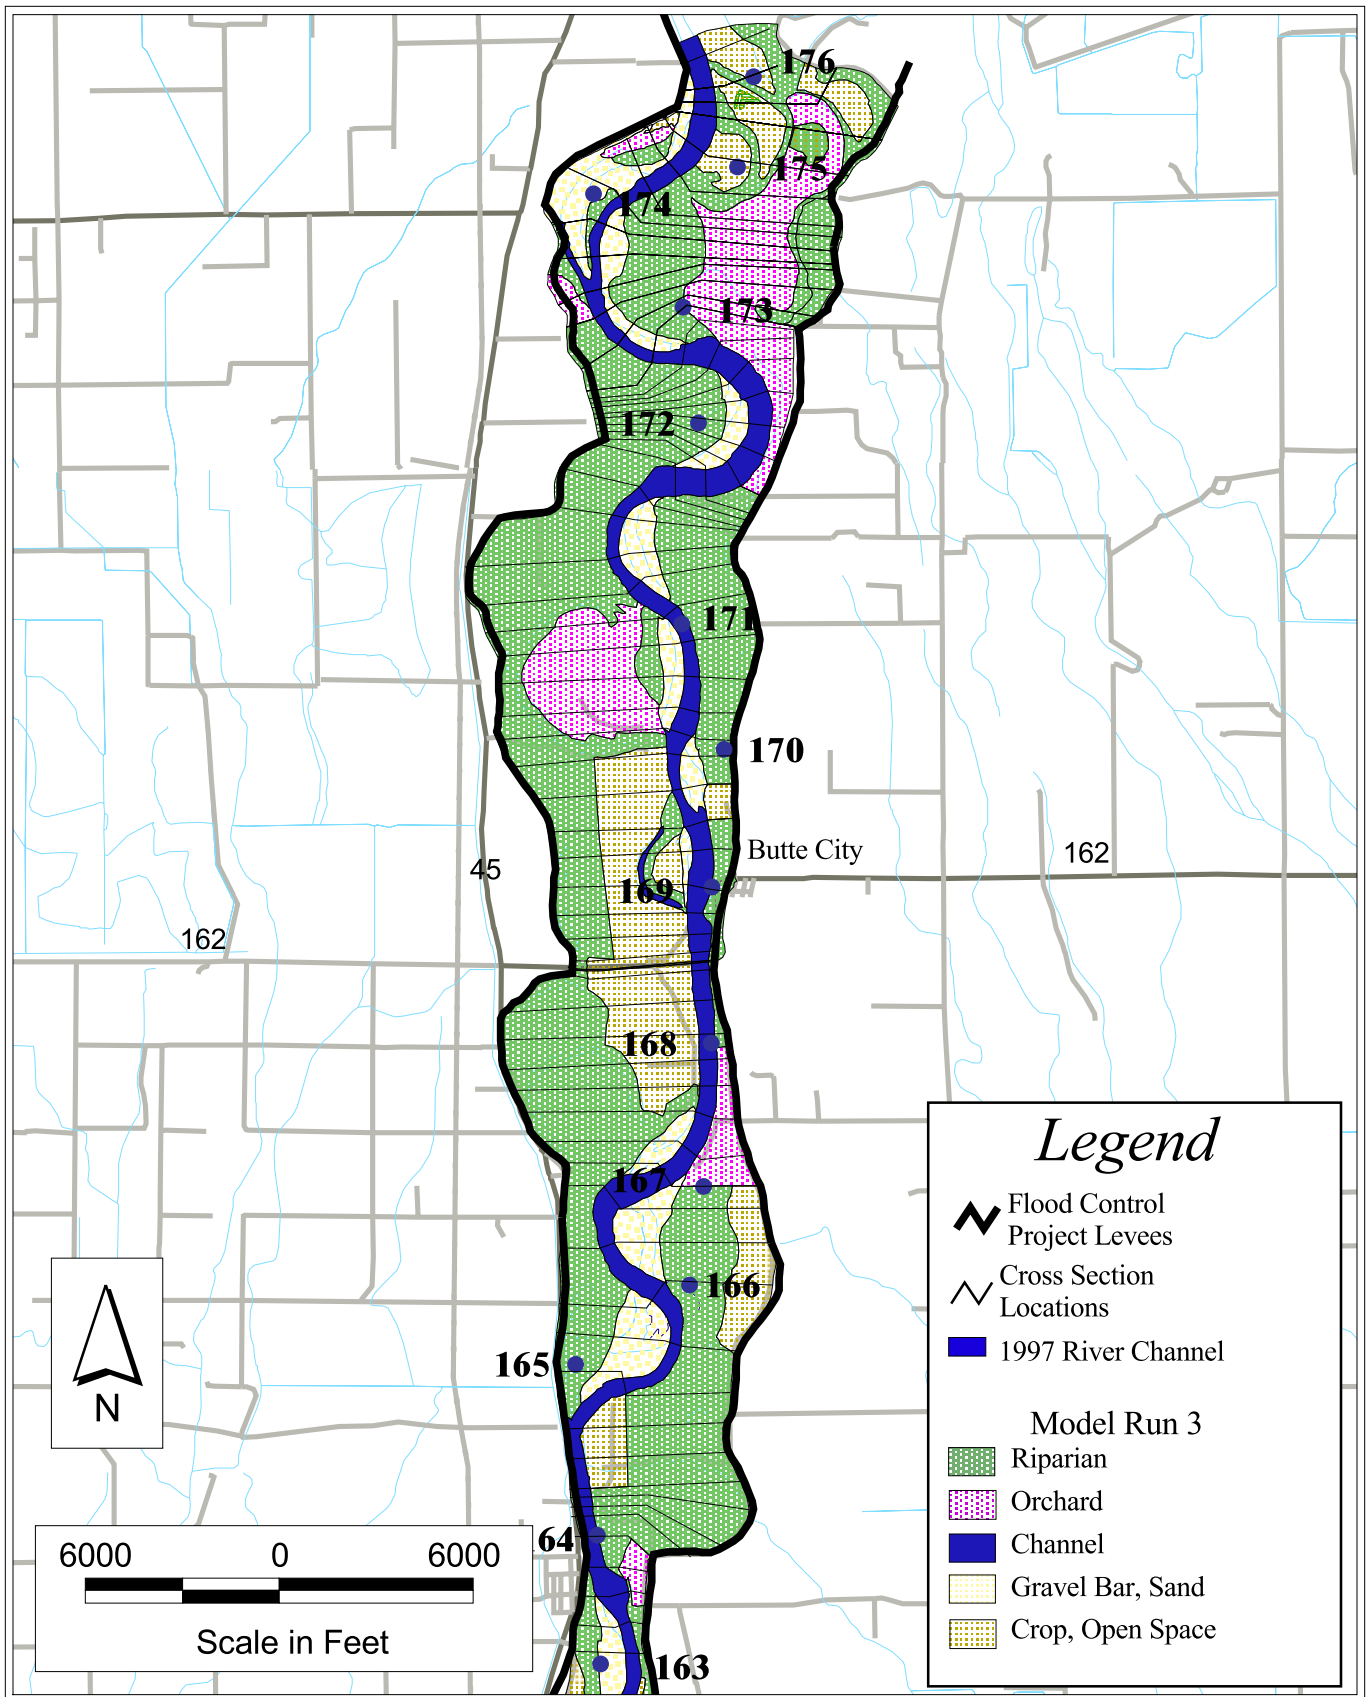 176
175
174
173
172
171
170
Butte City
162
45
169
162
168
167
166
165
64
163
N
6000 0 6000
Scale in Feet
Legend
Flood Control
Project Levees
Cross Section
Locations
1997 River Channel
Model Run 3
Riparian
Orchard
Channel
Gravel Bar, Sand
Crop, Open Space